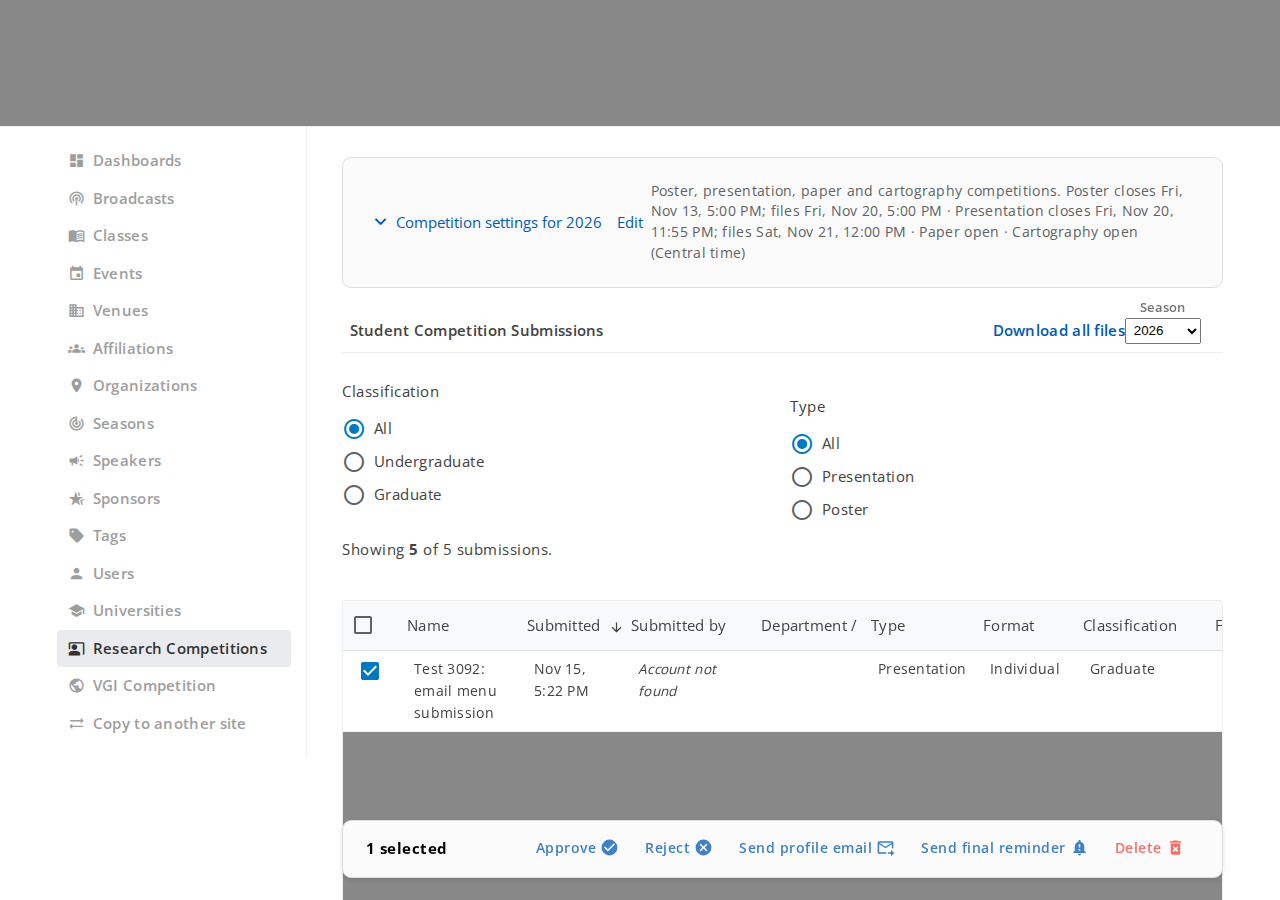 Dashboards
Broadcasts
Classes
Events
Venues
Affiliations
Organizations
Seasons
Speakers
Sponsors
Tags
Users
Universities
Research Competitions
VGI Competition
Copy to another site
Competition settings for 2026 Edit
Poster, presentation, paper and cartography competitions. Poster closes Fri,
Nov 13, 5:00 PM; files Fri, Nov 20, 5:00 PM · Presentation closes Fri, Nov 20,
11:55 PM; files Sat, Nov 21, 12:00 PM · Paper open · Cartography open
(Central time)
Student Competition Submissions
Download all files
Season
2026
Classification
All
Undergraduate
Graduate
Type
All
Presentation
Poster
Showing 5 of 5 submissions.
Name Submitted Submitted by Department / Type Format Classification F
Test 3092: Nov 15, Account not Presentation Individual Graduate
email menu 5:22 PM found
submission
1 selected Approve Reject Send profile email Send final reminder Delete